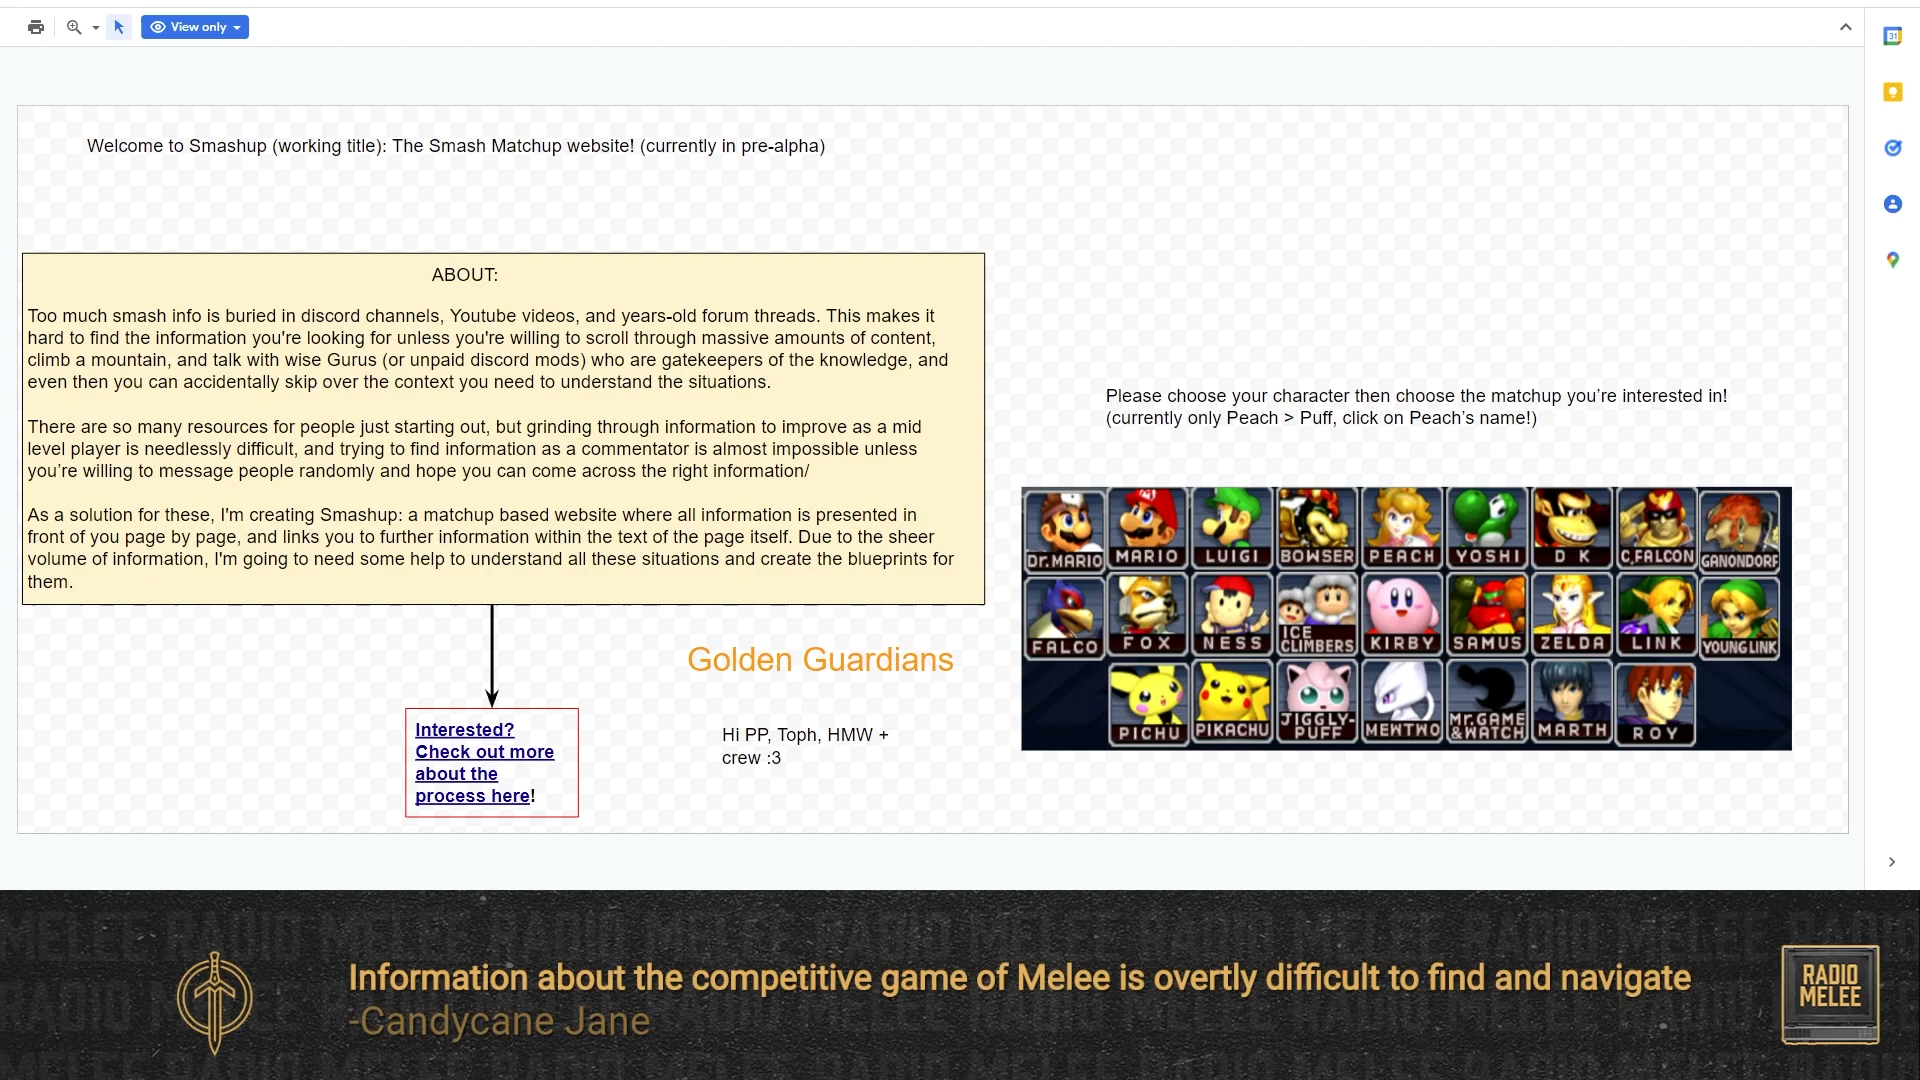 View only
31
Welcome to Smashup (working title): The Smash Matchup website! (currently in pre-alpha)
ABOUT:
Too much smash info is buried in discord channels, Youtube videos, and years-old forum threads. This makes it
hard to find the information you're looking for unless you're willing to scroll through massive amounts of content,
climb a mountain, and talk with wise Gurus (or unpaid discord mods) who are gatekeepers of the knowledge, and
even then you can accidentally skip over the context you need to understand the situations.
There are so many resources for people just starting out, but grinding through information to improve as a mid
level player is needlessly difficult, and trying to find information as a commentator is almost impossible unless
you're willing to message people randomly and hope you can come across the right information/
As a solution for these, I'm creating Smashup: a matchup based website where all information is presented in
front of you page by page, and links you to further information within the text of the page itself. Due to the sheer
volume of information, I'm going to need some help to understand all these situations and create the blueprints for
them.
Interested?
Check out more
about the
process here!
Golden Guardians
Hi PP, Toph, HMW +
crew :3
Please choose your character then choose the matchup you're interested in!
(currently only Peach > Puff, click on Peach's name!)
Dr.MARIO MARIO LUIGI BOWSER PEACH YOSHI D K C.FALCON GANONDORF
FALCO FOX NESS ICE CLIMBERS KIRBY SAMUS ZELDA LINK YOUNG LINK
PICHU PIKACHU JIGGLY-PUFF MEWTWO Mr.GAME &WATCH MARTH ROY
Information about the competitive game of Melee is overtly difficult to find and navigate
-Candycane Jane
RADIO
MELEE